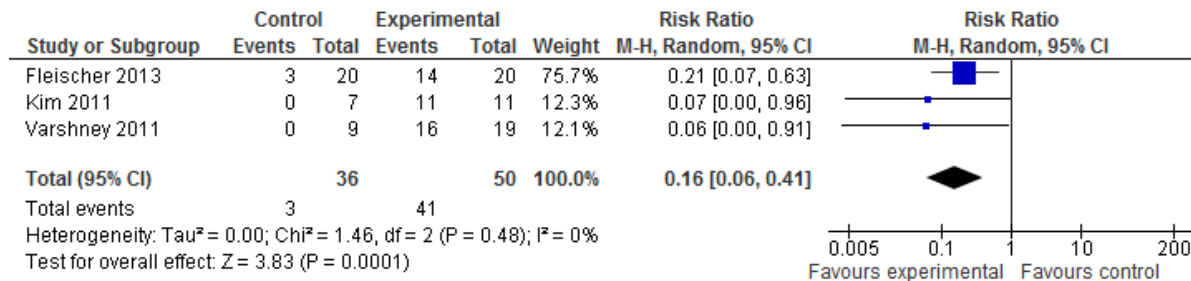 Control Experimental Risk Ratio Risk Ratio
Study or Subgroup Events Total Events Total Weight M-H, Random, 95% CI M-H, Random, 95% CI
Fleischer 2013 3 20 14 20 75.7% 0.21 [0.07, 0.63]
Kim 2011 0 7 11 11 12.3% 0.07 [0.00, 0.96]
Varshney 2011 0 9 16 19 12.1% 0.06 [0.00, 0.91]
Total (95% CI) 36 50 100.0% 0.16 [0.06, 0.41]
Total events 3 41
Heterogeneity: Tau² = 0.00; Chi² = 1.46, df = 2 (P = 0.48); I² = 0%
Test for overall effect: Z = 3.83 (P = 0.0001)
0.005 0.1 1 10 200
Favours experimental Favours control